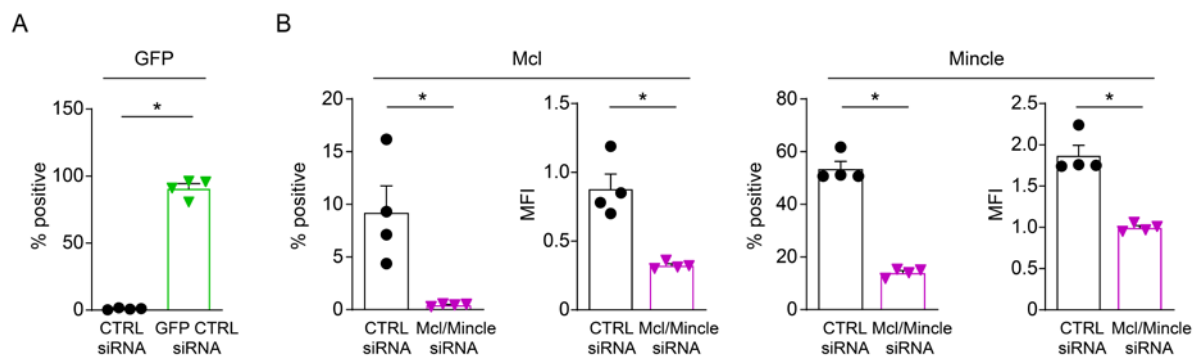 A
B
GFP
Mcl
Mincle
*
*
*
*
*
% positive
150
100
50
0
CTRL
siRNA
GFP CTRL
siRNA
% positive
20
15
10
5
0
CTRL
siRNA
Mcl/Mincle
siRNA
MFI
1.5
1.0
0.5
0
CTRL
siRNA
Mcl/Mincle
siRNA
% positive
80
60
40
20
0
CTRL
siRNA
Mcl/Mincle
siRNA
MFI
2.5
2.0
1.5
1.0
0.5
0.0
CTRL
siRNA
Mcl/Mincle
siRNA